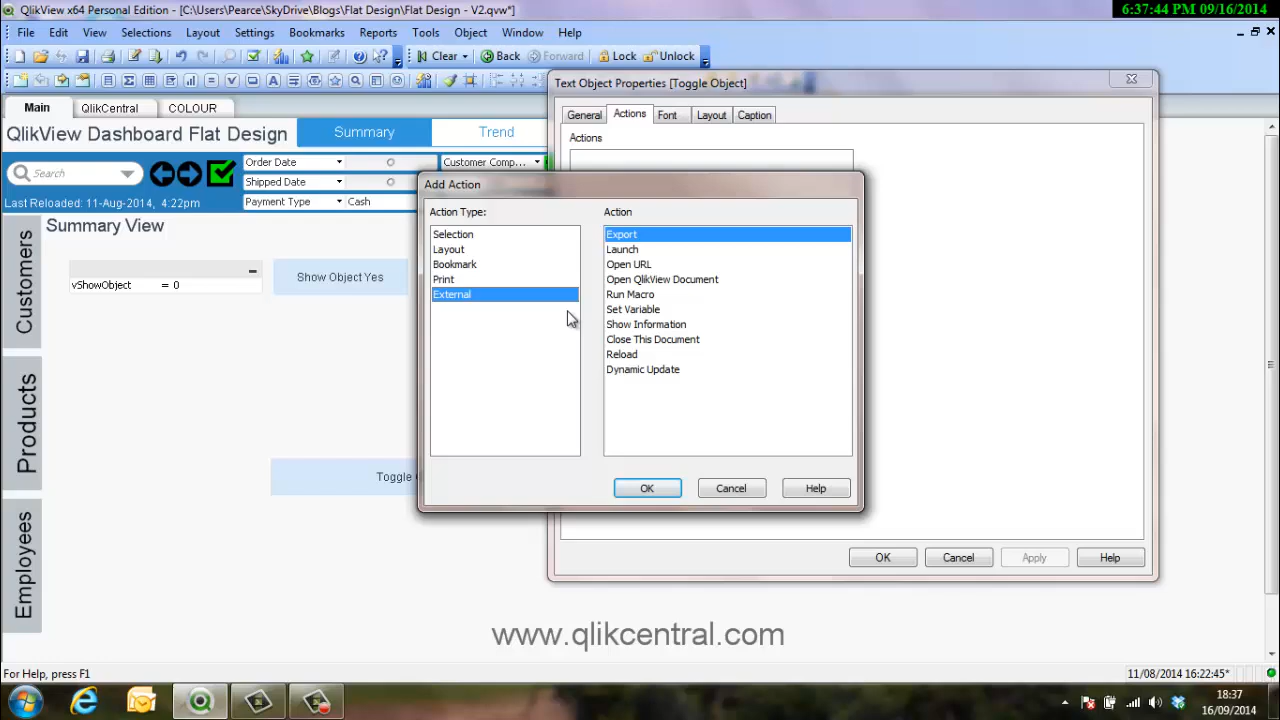 6:37:44 PM 09/16/2014
QlikView x64 Personal Edition - [C:\Users\Pearce\SkyDrive\Blogs\Flat Design\Flat Design - V2.qvw*]
File Edit View Selections Layout Settings Bookmarks Reports Tools Object Window Help
Clear Back Forward Lock Unlock
Main QlikCentral COLOUR
QlikView Dashboard Flat Design Summary Trend
Search
Order Date
Customer Comp...
Shipped Date
Last Reloaded: 11-Aug-2014, 4:22pm
Payment Type Cash
Customers
Products
Employees
Summary View
vShowObject = 0
Show Object Yes
Toggle
Text Object Properties [Toggle Object]
General Actions Font Layout Caption
Actions
Add Action
Action Type:
Selection
Layout
Bookmark
Print
External
Action
Export
Launch
Open URL
Open QlikView Document
Run Macro
Set Variable
Show Information
Close This Document
Reload
Dynamic Update
OK Cancel Help
OK Cancel Apply Help
www.qlikcentral.com
For Help, press F1
11/08/2014 16:22:45*
18:37
16/09/2014